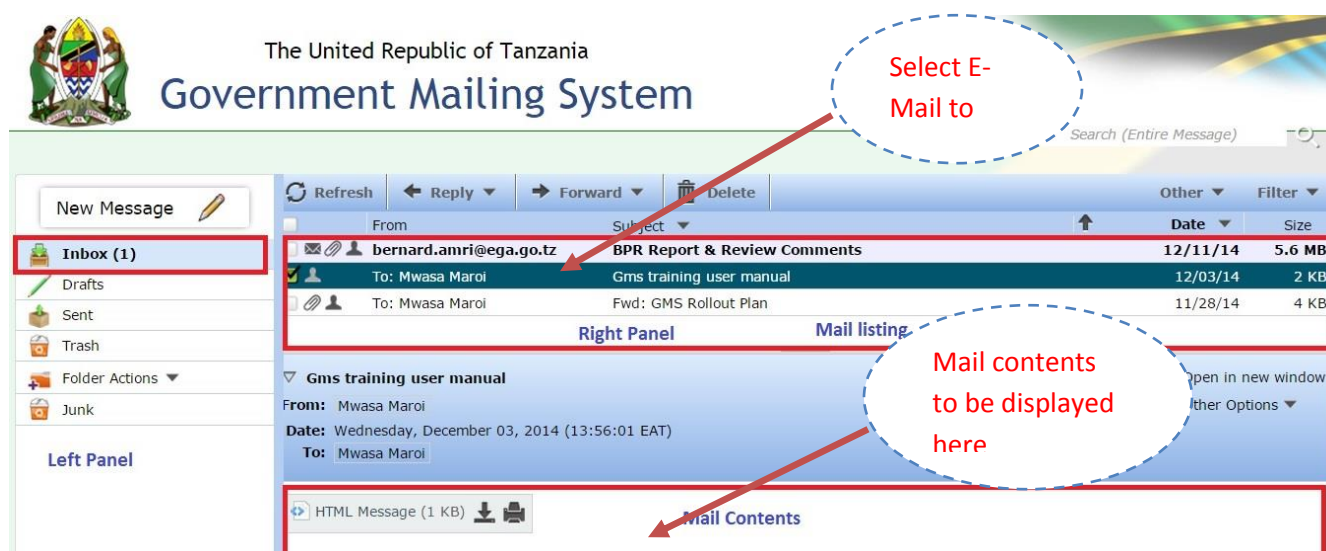 The United Republic of Tanzania
Government Mailing System
Select E-
Mail to
Search (Entire Message)
New Message
Refresh Reply Forward Delete Other Filter
From Subject Date Size
Inbox (1)
bernard.amri@ega.go.tz BPR Report & Review Comments 12/11/14 5.6 MB
To: Mwasa Maroi Gms training user manual 12/03/14 2 KB
Drafts
To: Mwasa Maroi Fwd: GMS Rollout Plan 11/28/14 4 KB
Sent
Right Panel Mail listing
Trash
Folder Actions
Junk
Left Panel
Gms training user manual
Open in new window
From: Mwasa Maroi
Other Options
Date: Wednesday, December 03, 2014 (13:56:01 EAT)
To: Mwasa Maroi
Mail contents
to be displayed
here
HTML Message (1 KB)
Mail Contents